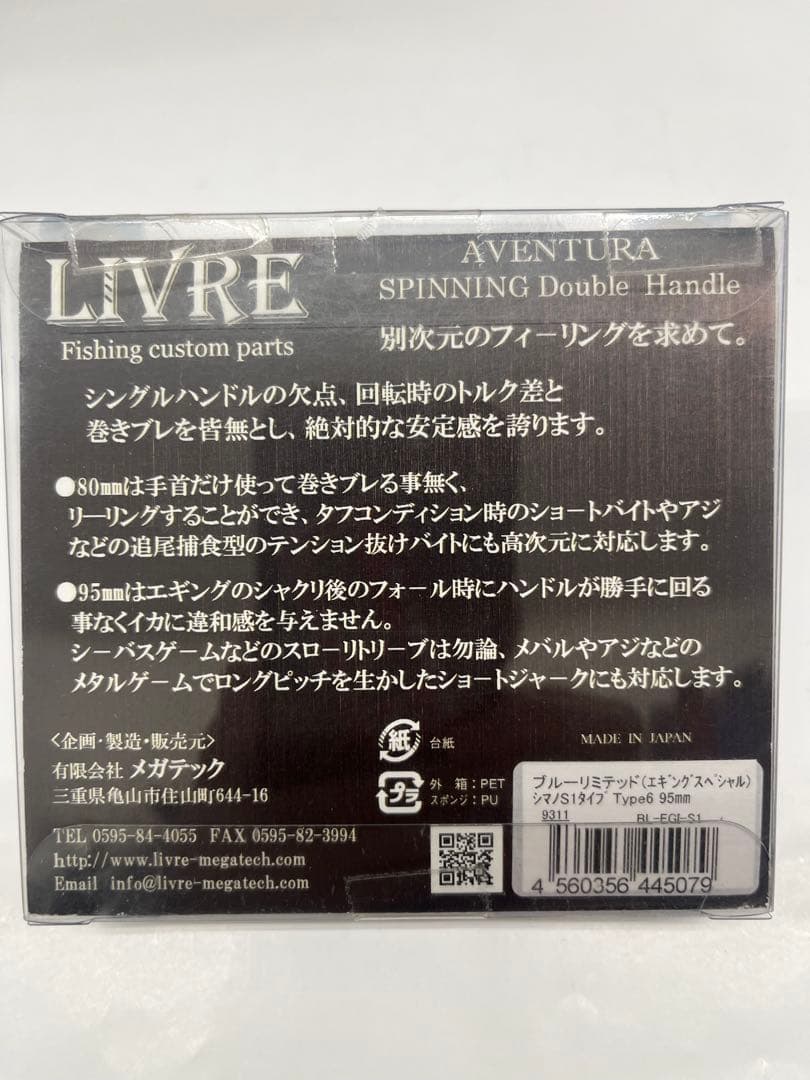 LIVRE
Fishing custom parts
AVENTURA
SPINNING Double Handle
別次元のフィーリングを求めて。
シングルハンドルの欠点、回転時のトルク差と
巻きブレを皆無とし、絶対的な安定感を誇ります。
●80mmは手首だけ使って巻きブレる事無く、
リーリングすることができ、タフコンディション時のショートバイトやアジ
などの追尾捕食型のテンション抜けバイトにも高次元に対応します。
●95mmはエギングのシャクリ後のフォール時にハンドルが勝手に回る
事なくイカに違和感を与えません。
シーバスゲームなどのスローリトリーブは勿論、メバルやアジなどの
メタルゲームでロングピッチを生かしたショートジャークにも対応します。
<企画・製造・販売元>
有限会社 メガテック
三重県亀山市住山町644-16
TEL 0595-84-4055 FAX 0595-82-3994
http://www.livre-megatech.com
Email info@livre-megatech.com
紙 台紙
プラ 外 箱：PET
スポンジ：PU
MADE IN JAPAN
ブルーリミテッド(エギングスペシャル)
シマノS1タイプ Type6 95mm
9311 BL-EGI-S1
4 560356 445079